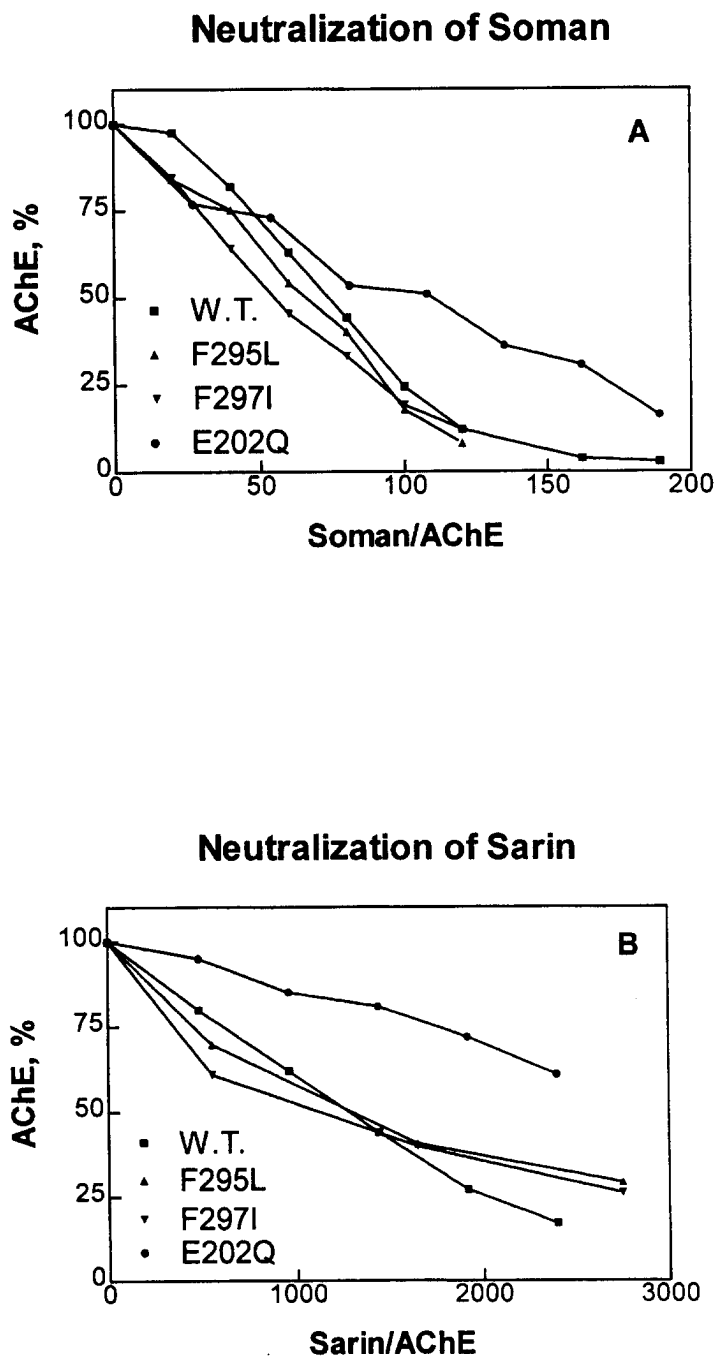 Neutralization of Soman
A
AChE, %
100
75
50
25
0
W.T.
F295L
F297I
E202Q
0 50 100 150 200
Soman/AChE
Neutralization of Sarin
B
AChE, %
100
75
50
25
0
W.T.
F295L
F297I
E202Q
0 1000 2000 3000
Sarin/AChE